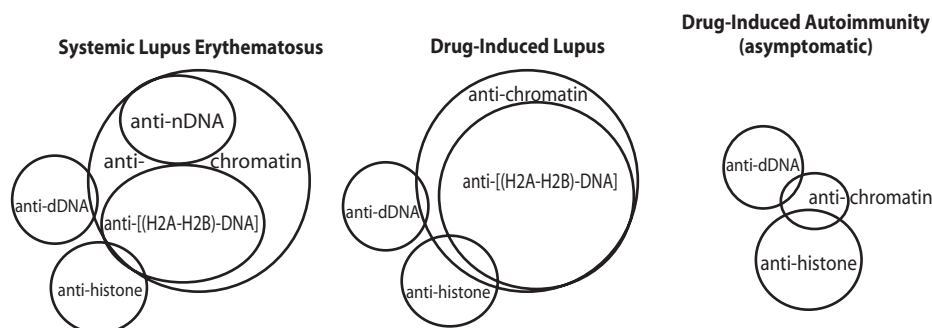 Systemic Lupus Erythematosus
anti-nDNA
anti- chromatin
anti-dDNA
anti-[(H2A-H2B)-DNA]
anti-histone
Drug-Induced Lupus
anti-chromatin
anti-[(H2A-H2B)-DNA]
anti-dDNA
anti-histone
Drug-Induced Autoimmunity
(asymptomatic)
anti-dDNA
anti-chromatin
anti-histone